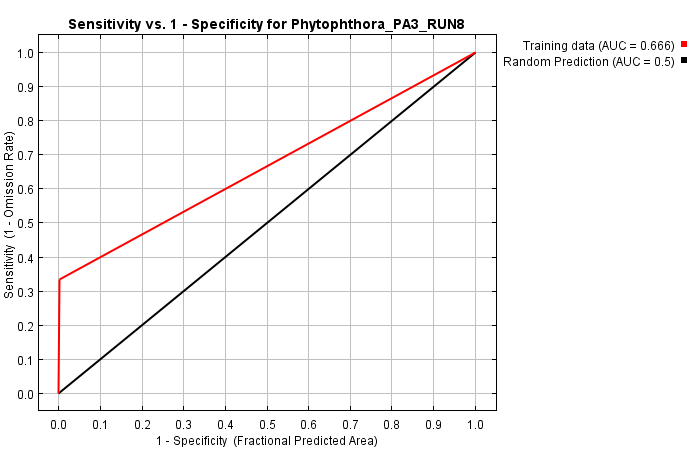 Sensitivity vs. 1 - Specificity for Phytophthora_PA3_RUN8
Training data (AUC = 0.666)
Random Prediction (AUC = 0.5)
Sensitivity (1 - Omission Rate)
1.0
0.9
0.8
0.7
0.6
0.5
0.4
0.3
0.2
0.1
0.0
0.0 0.1 0.2 0.3 0.4 0.5 0.6 0.7 0.8 0.9 1.0
1 - Specificity (Fractional Predicted Area)